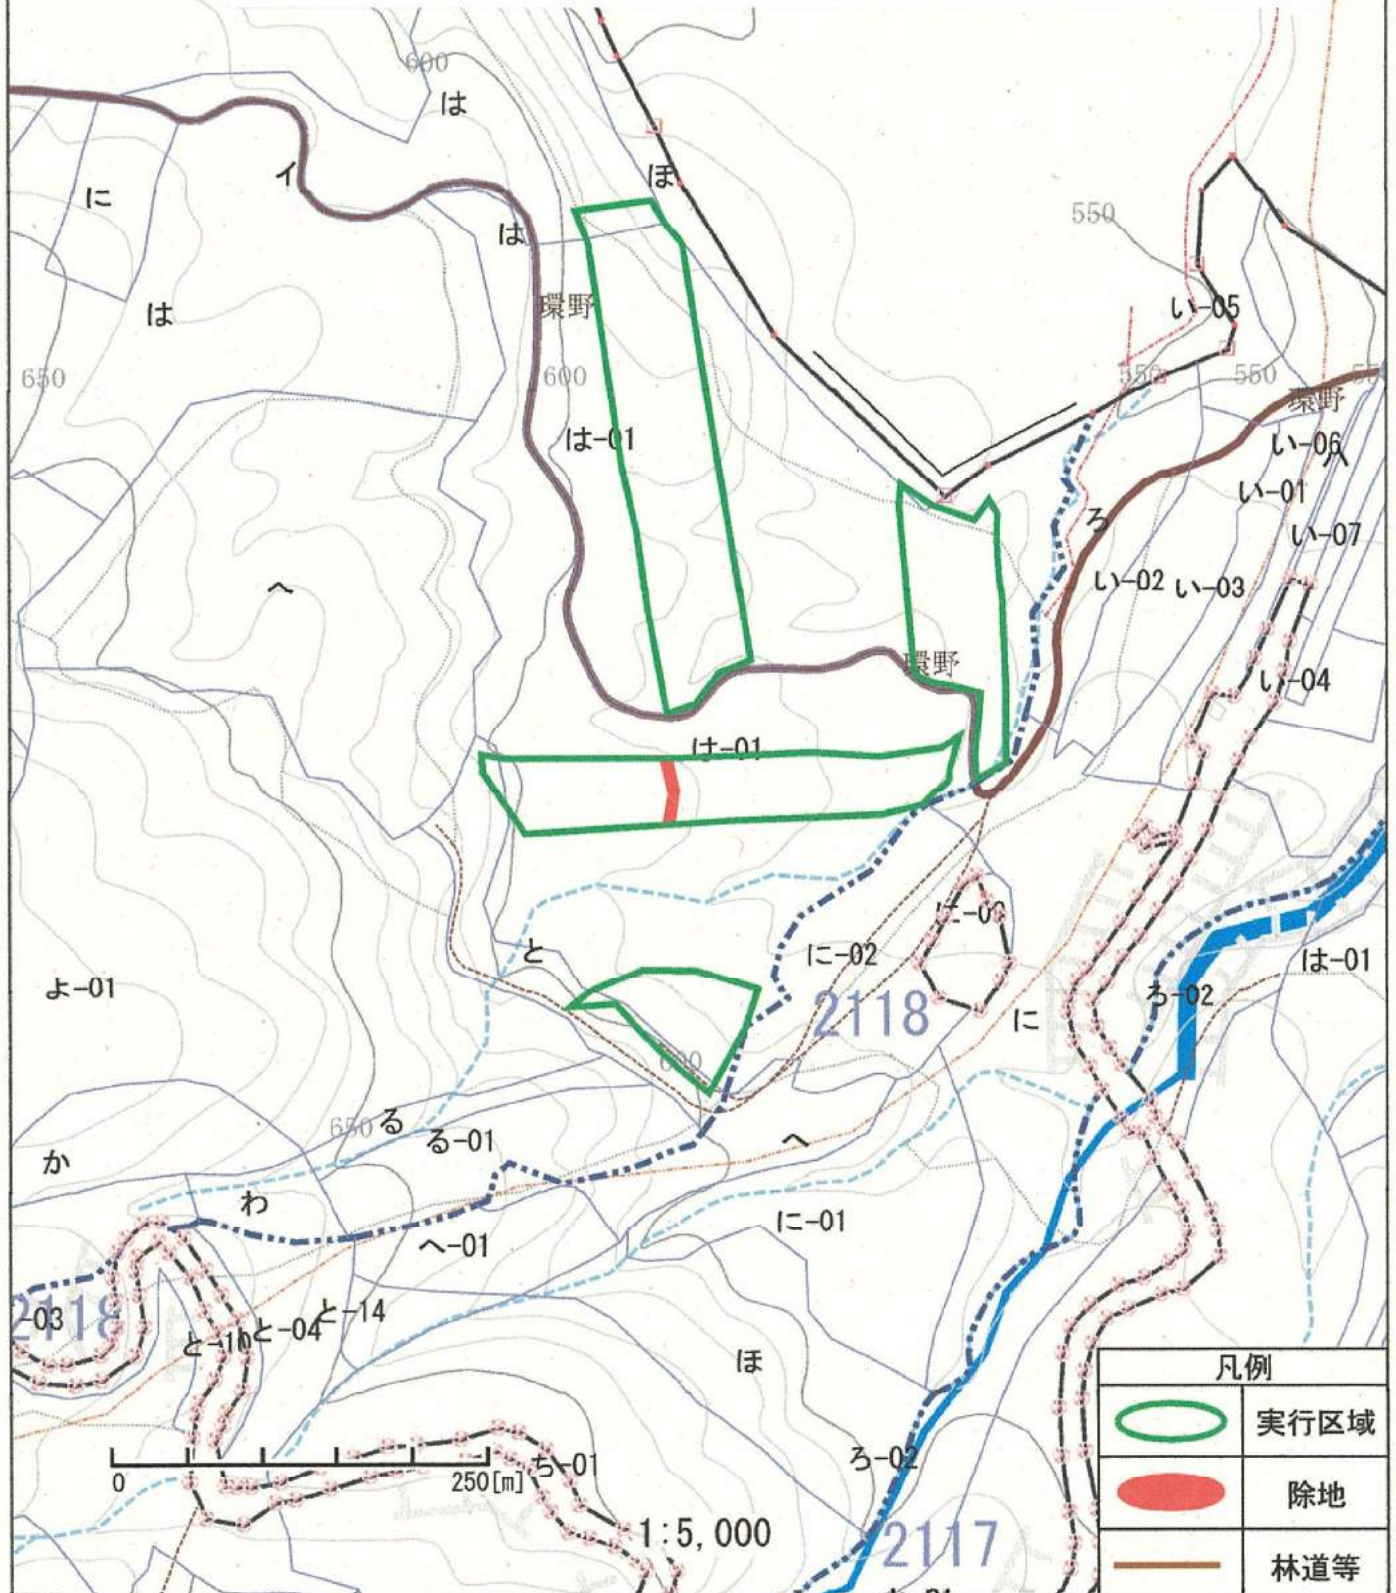 600
は
ほ
イ
に
550
は
は
環野
い-05
650
600
550
550
環野
は-01
い-06
い-01
ろ
い-07
へ
い-02
い-03
環野
い-04
は-01
と
に-02
は-01
よ-01
ろ-02
2118
に
600
650
る
る-01
へ
か
わ
に-01
へ-01
-03
2118
と-14
と-04
と-10
ほ
凡例
実行区域
ち-01
ろ-02
0
250[m]
除地
1:5,000
2117
林道等